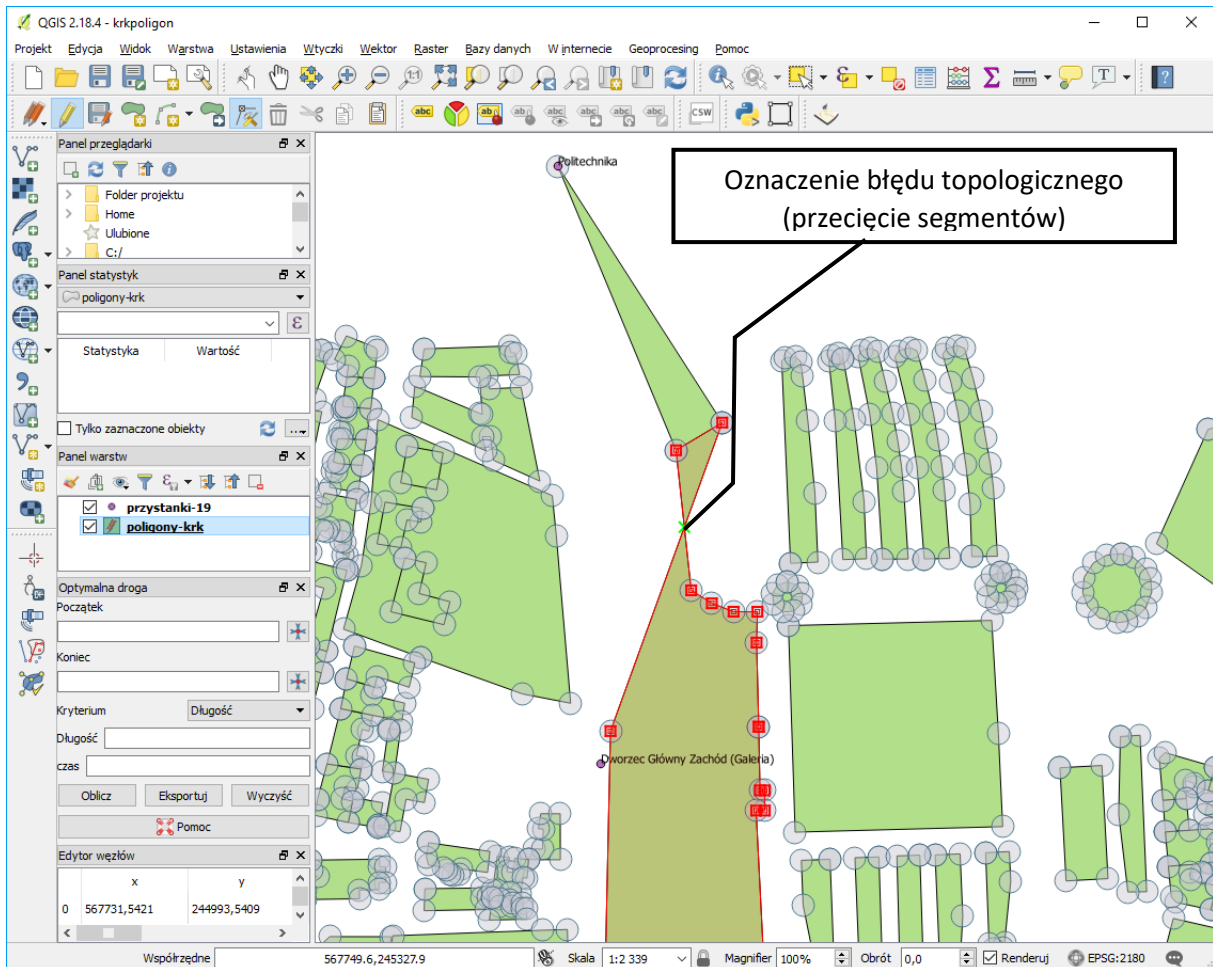 QGIS 2.18.4 - krkpoligon
Projekt Edycja Widok Warstwa Ustawienia Wtyczki Wektor Raster Bazy danych W internecie Geoprocesing Pomoc
1:1
Σ
T
?
abc
CSW
Panel przeglądarki
Folder projektu
Home
Ulubione
C:/
Panel statystyk
poligony-krk
ε
Statystyka Wartość
Tylko zaznaczone obiekty
Panel warstw
przystanki-19
poligony-krk
Optymalna droga
Początek
Koniec
Kryterium Długość
Długość
czas
Oblicz Eksportuj Wyczyść
Pomoc
Edytor węzłów
x y
0 567731,5421 244993,5409
Politechnika
Oznaczenie błędu topologicznego
(przecięcie segmentów)
Dworzec Główny Zachód (Galeria)
Współrzędne 567749.6,245327.9 Skala 1:2 339 Magnifier 100% Obrót 0,0 Renderuj EPSG:2180